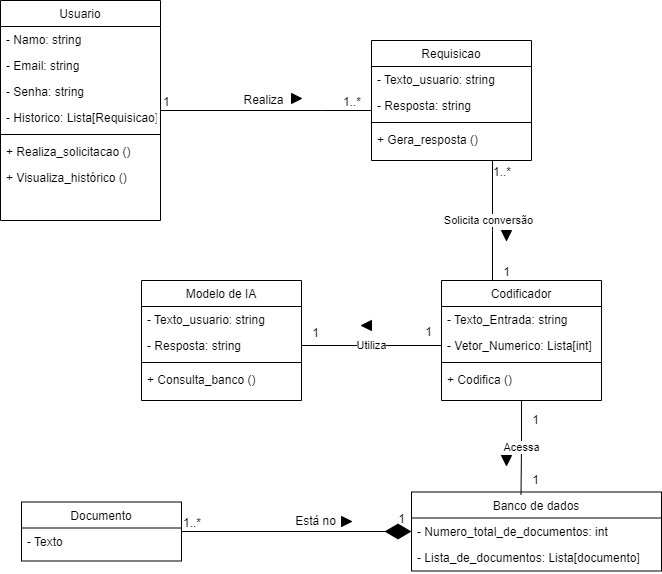 Usuario
- Namo: string
- Email: string
- Senha: string
- Historico: Lista[Requisicao]
+ Realiza_solicitacao ()
+ Visualiza_histórico ()
1
Realiza
1..*
Requisicao
- Texto_usuario: string
- Resposta: string
+ Gera_resposta ()
1..*
Solicita conversão
1
Modelo de IA
- Texto_usuario: string
- Resposta: string
+ Consulta_banco ()
1
Utiliza
1
Codificador
- Texto_Entrada: string
- Vetor_Numerico: Lista[int]
+ Codifica ()
1
Acessa
1
Documento
- Texto
1..*
Está no
1
Banco de dados
- Numero_total_de_documentos: int
- Lista_de_documentos: Lista[documento]